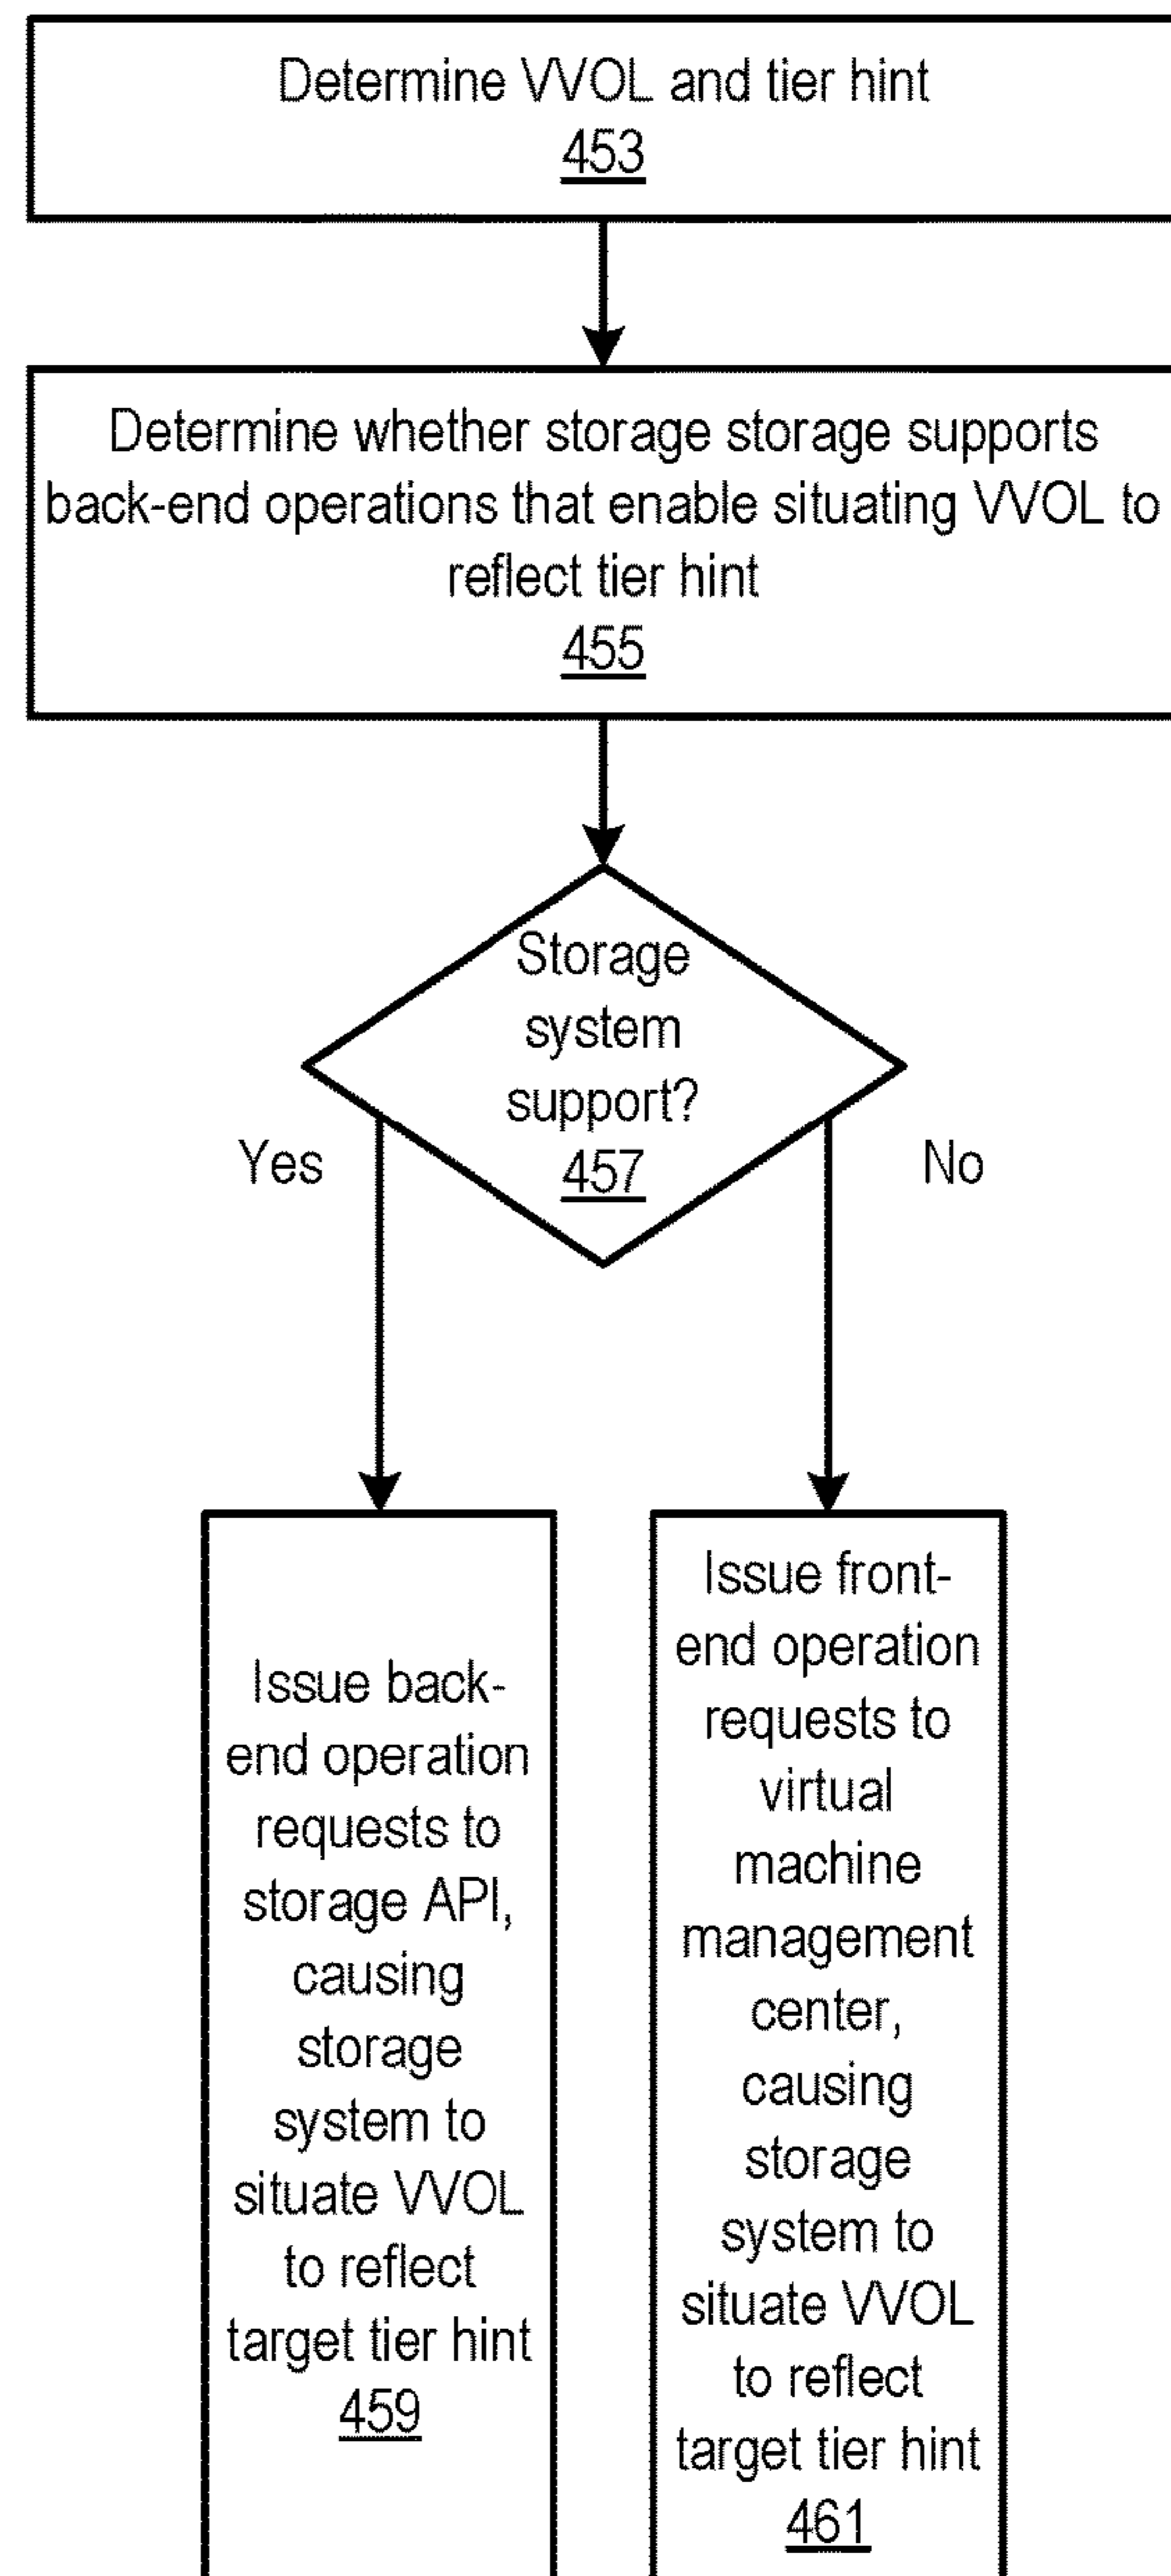 Determine VVOL and tier hint
453
Determine whether storage storage supports
back-end operations that enable situating VVOL to
reflect tier hint
455
Storage
system
support?
457
Yes
No
Issue back-
end operation
requests to
storage API,
causing
storage
system to
situate VVOL
to reflect
target tier hint
459
Issue front-
end operation
requests to
virtual
machine
management
center,
causing
storage
system to
situate VVOL
to reflect
target tier hint
461